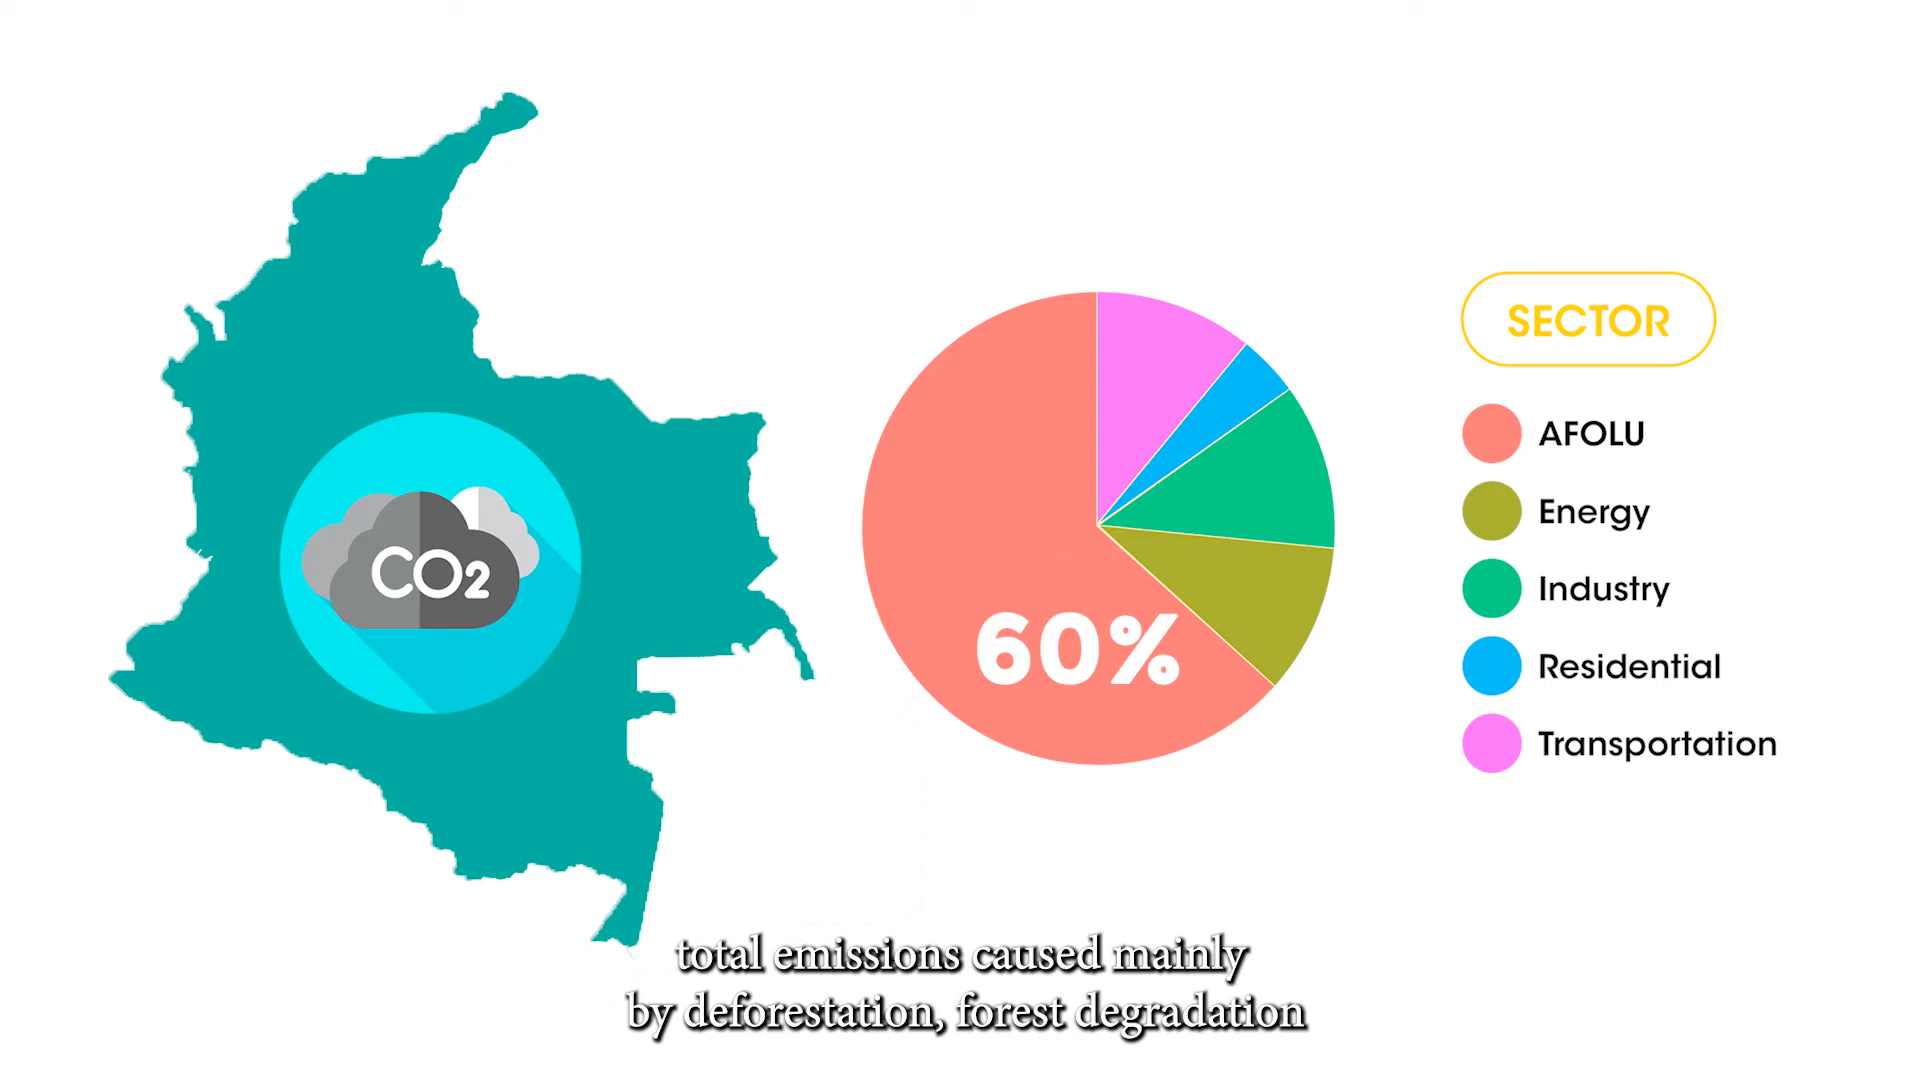 CO2
60%
SECTOR
AFOLU
Energy
Industry
Residential
Transportation
total emissions caused mainly
by deforestation, forest degradation